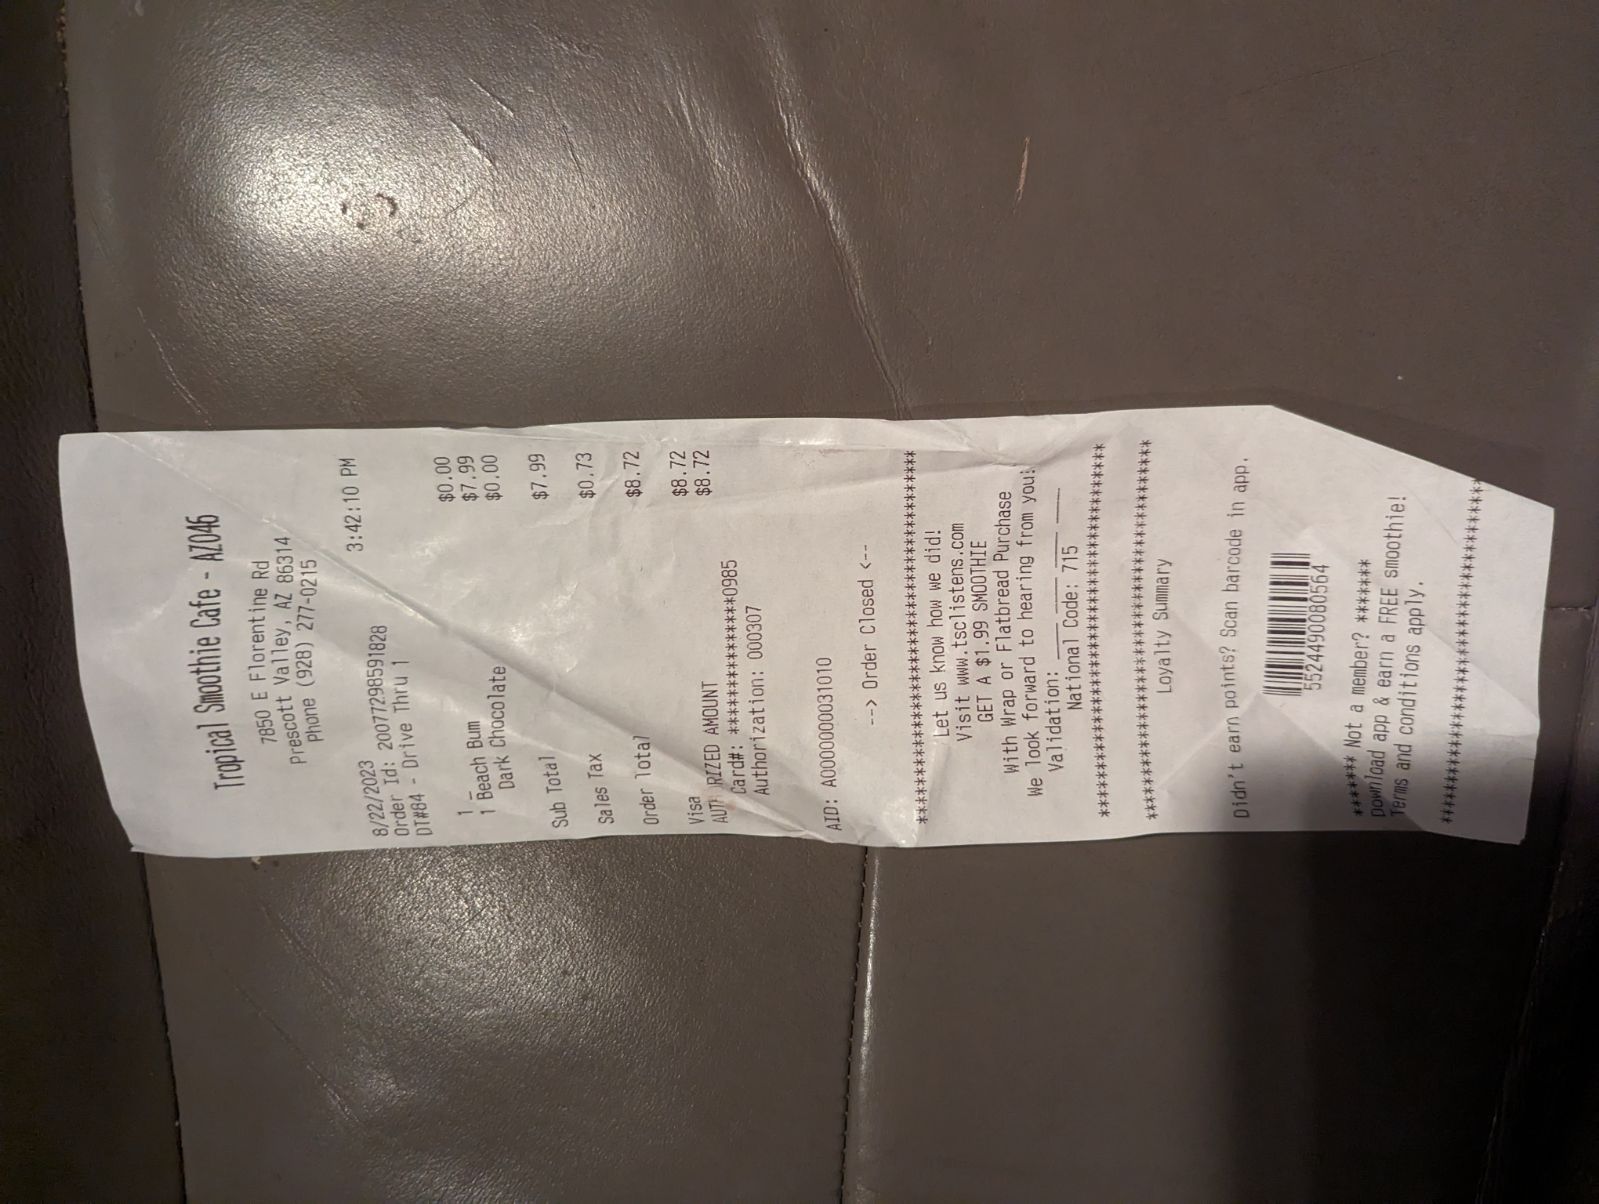 Tropical Smoothie Cafe - AZ046
7850 E Florentine Rd
Prescott Valley, AZ 86314
Phone (928) 277-0215
8/22/2023 3:42:10 PM
Order Id: 2007729859182​8
DT#84 - Drive Thru 1
1 _ $0.00
1 Beach Bum $7.99
Dark Chocolate $0.00
Sub Total $7.99
Sales Tax $0.73
Order Total $8.72
Visa $8.72
AUTHORIZED AMOUNT $8.72
Card#: ***************0985
Authorization: 000307
AID: A0000000031010
--> Order Closed <--
****************************************
Let us know how we did!
Visit www.tsclistens.com
GET A $1.99 SMOOTHIE
With Wrap or Flatbread Purchase
We look forward to hearing from you!
Validation: ____ ____ ____
National Code: 715
****************************************
****************************************
Loyalty Summary
Didn't earn points? Scan barcode in app.
5524490080564
******* Not a member? *******
Download app & earn a FREE smoothie!
Terms and conditions apply.
****************************************